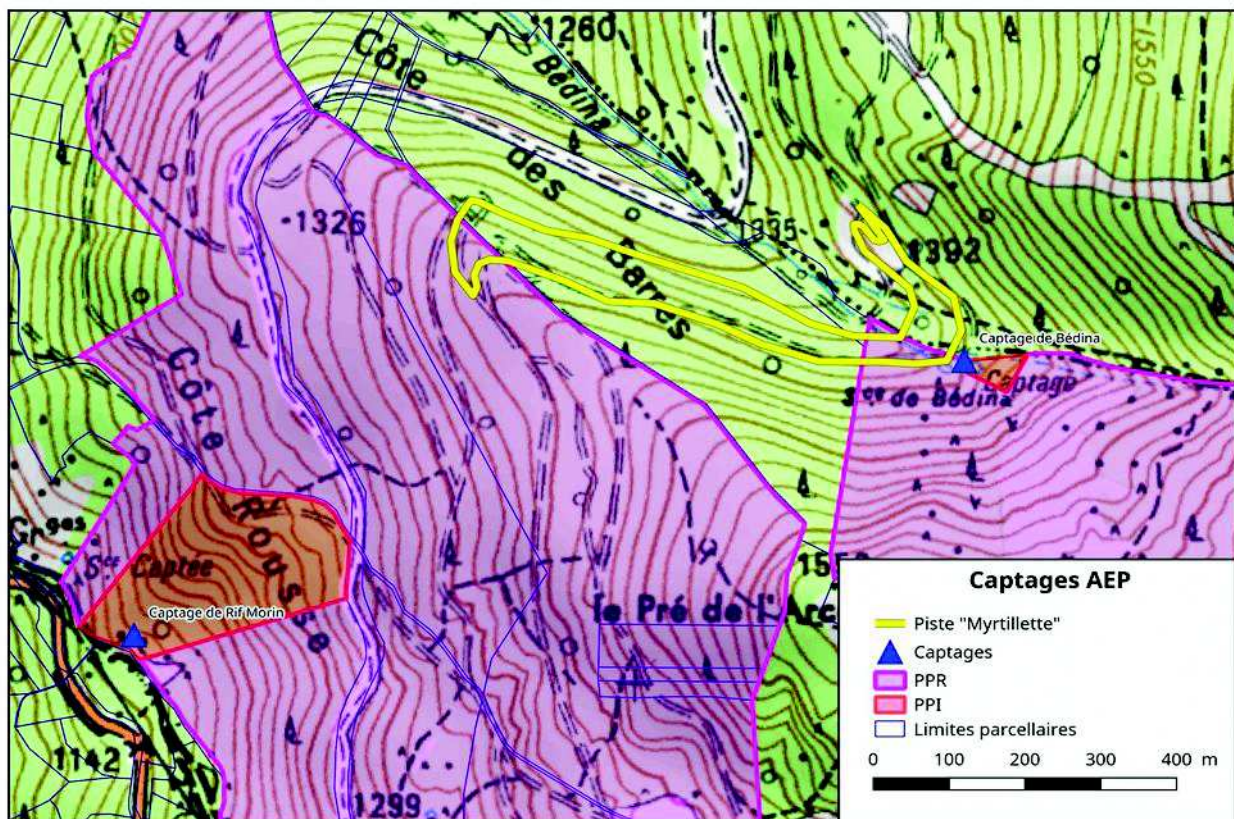 1260
1550
Côte
Bédina
des
Barres
1335
1326
1392
Captage de Bédina
Captage
Sce de Bédina
Côte
Rousse
Grges
Sce Captée
Captage de Rif Morin
le Pré de l'Arc
1142
1299
Captages AEP
Piste "Myrtillette"
Captages
PPR
PPI
Limites parcellaires
0 100 200 300 400 m